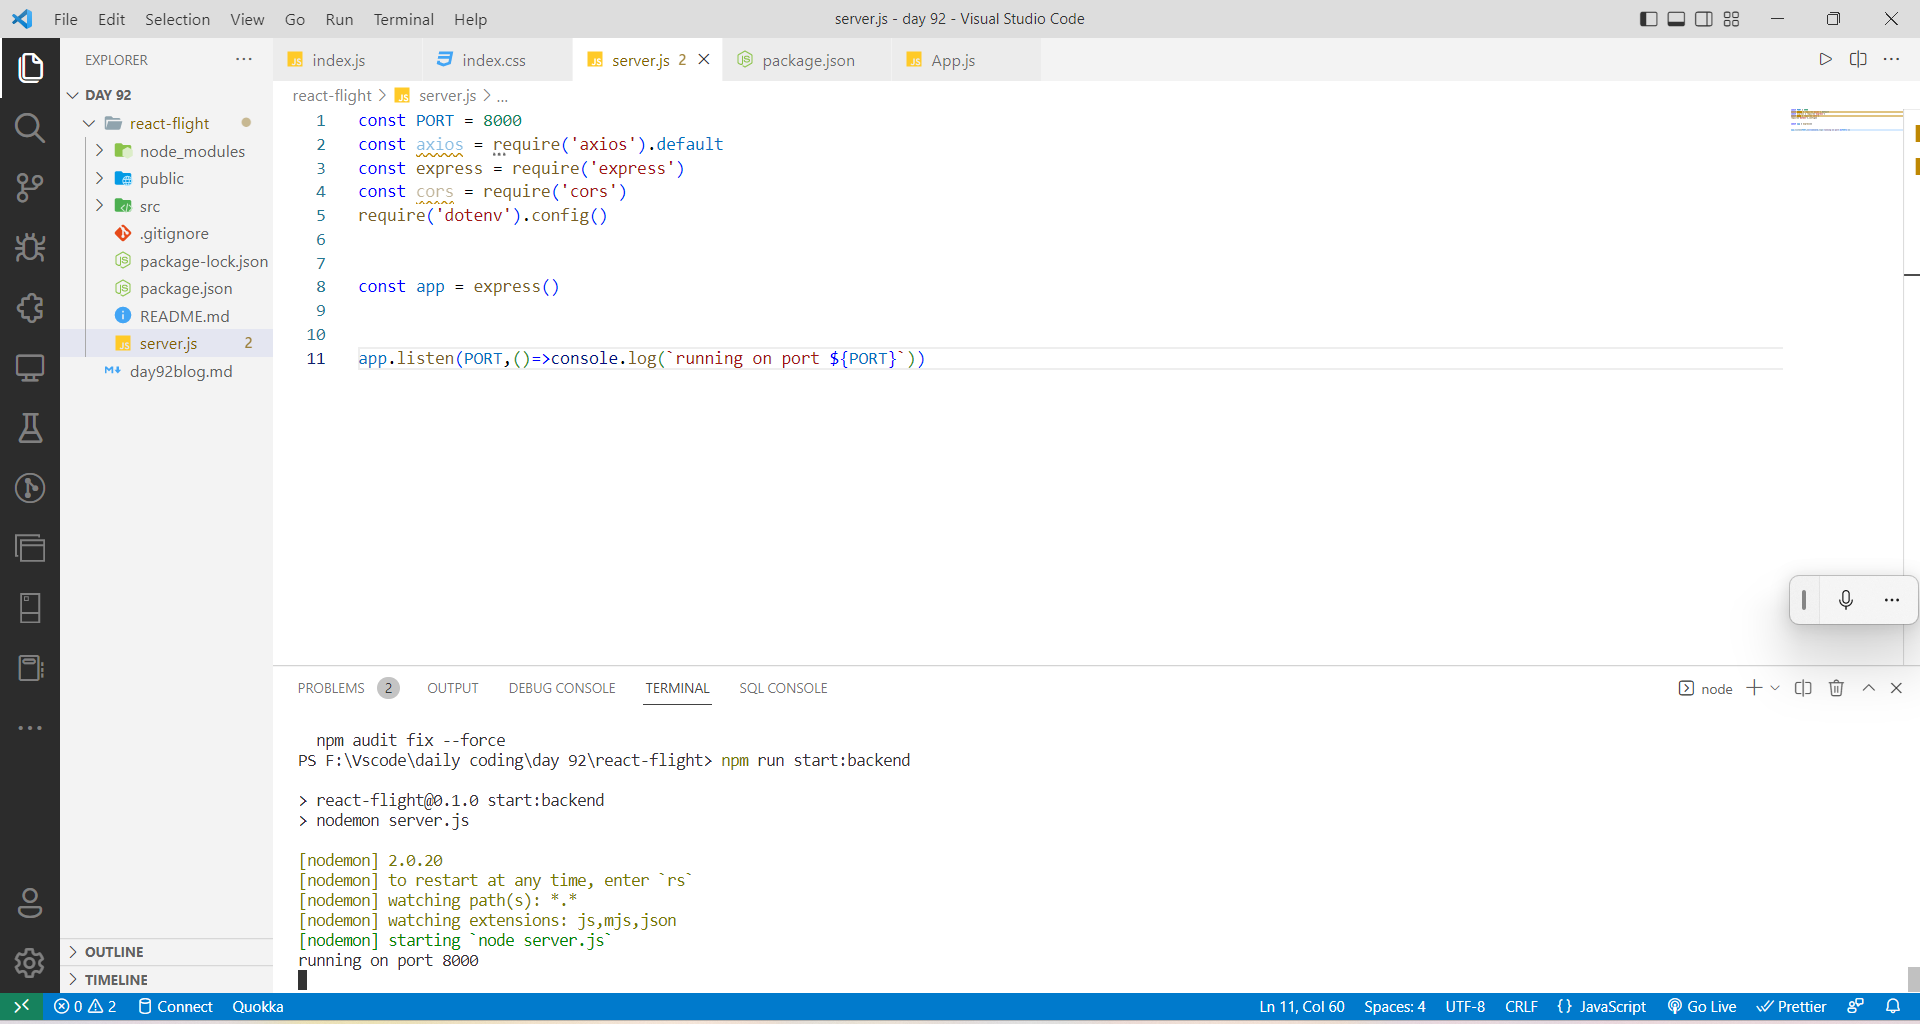 File Edit Selection View Go Run Terminal Help
server.js - day 92 - Visual Studio Code
EXPLORER
DAY 92
react-flight
node_modules
public
src
.gitignore
package-lock.json
package.json
README.md
server.js 2
day92blog.md
OUTLINE
TIMELINE
index.js index.css server.js 2 package.json App.js
react-flight > server.js > ...
1 const PORT = 8000
2 const axios = require('axios').default
3 const express = require('express')
4 const cors = require('cors')
5 require('dotenv').config()
6
7
8 const app = express()
9
10
11 app.listen(PORT,()=>console.log(`running on port ${PORT}`))
PROBLEMS 2 OUTPUT DEBUG CONSOLE TERMINAL SQL CONSOLE
node
npm audit fix --force
PS F:\Vscode\daily coding\day 92\react-flight> npm run start:backend
> react-flight@0.1.0 start:backend
> nodemon server.js
[nodemon] 2.0.20
[nodemon] to restart at any time, enter `rs`
[nodemon] watching path(s): *.*
[nodemon] watching extensions: js,mjs,json
[nodemon] starting `node server.js`
running on port 8000
0 2 Connect Quokka
Ln 11, Col 60 Spaces: 4 UTF-8 CRLF {} JavaScript Go Live Prettier